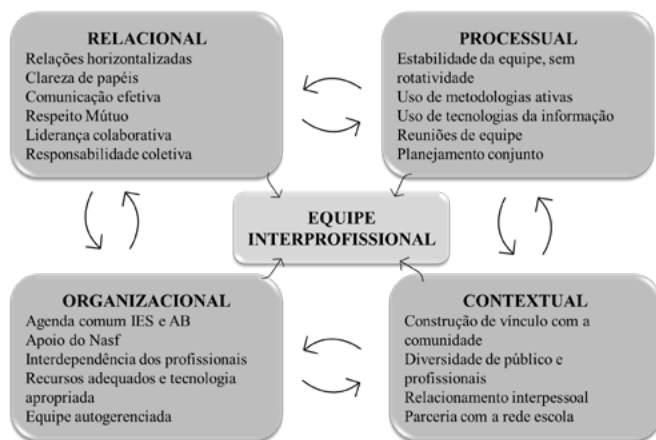 RELACIONAL
Relações horizontalizadas
Clareza de papéis
Comunicação efetiva
Respeito Mútuo
Liderança colaborativa
Responsabilidade coletiva
PROCESSUAL
Estabilidade da equipe, sem
rotatividade
Uso de metodologias ativas
Uso de tecnologias da informação
Reuniões de equipe
Planejamento conjunto
EQUIPE
INTERPROFISSIONAL
ORGANIZACIONAL
Agenda comum IES e AB
Apoio do Nasf
Interdependência dos profissionais
Recursos adequados e tecnologia
apropriada
Equipe autogerenciada
CONTEXTUAL
Construção de vínculo com a
comunidade
Diversidade de público e
profissionais
Relacionamento interpessoal
Parceria com a rede escola